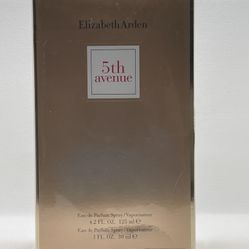 Elizabeth Arden
5th
avenue
Eau de Parfum Spray/Vaporisateur
4.2 FL. OZ. 125 ml e
Eau de Parfum Spray/Vaporisateur
1 FL. OZ. 30 ml e